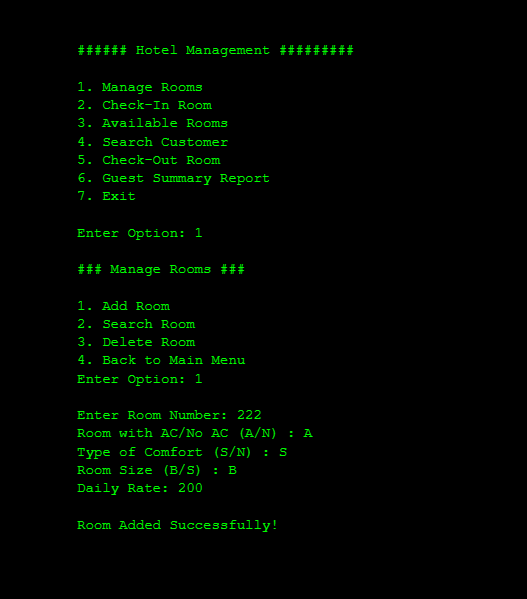 ###### Hotel Management #########
1. Manage Rooms
2. Check-In Room
3. Available Rooms
4. Search Customer
5. Check-Out Room
6. Guest Summary Report
7. Exit
Enter Option: 1
### Manage Rooms ###
1. Add Room
2. Search Room
3. Delete Room
4. Back to Main Menu
Enter Option: 1
Enter Room Number: 222
Room with AC/No AC (A/N) : A
Type of Comfort (S/N) : S
Room Size (B/S) : B
Daily Rate: 200
Room Added Successfully!